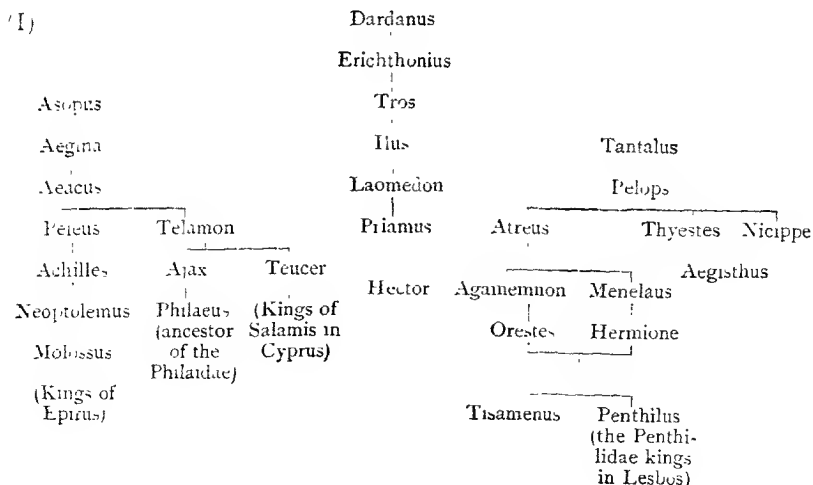 I)
Dardanus
Erichthonius
Asopus Tros
Aegina Ilus Tantalus
Aeacus Laomedon Pelops
Peleus Telamon Priamus Atreus Thyestes Nicippe
Achilles Ajax Teucer Hector Agamemnon Menelaus Aegisthus
Neoptolemus Philaeus (Kings of Orestes Hermione
(ancestor Salamis in
Molossus of the Cyprus)
Philaidae)
(Kings of
Epirus)
Tisamenus Penthilus
(the Penthi-
lidae kings
in Lesbos)